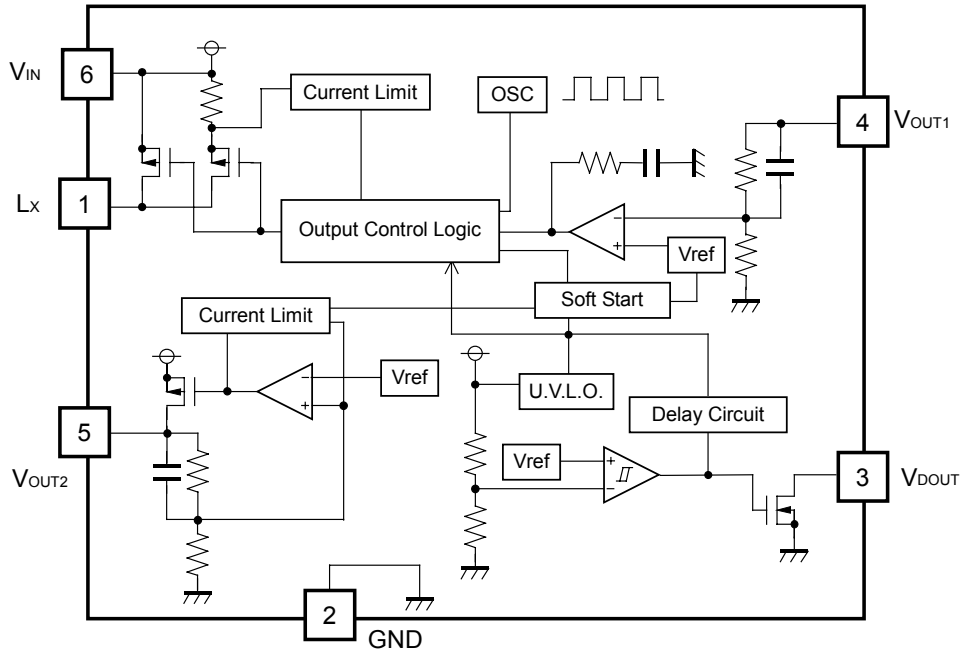 VIN
6
Current Limit
OSC
4
VOUT1
LX
1
Output Control Logic
-
+
Vref
Soft Start
Current Limit
-
+
Vref
U.V.L.O.
Delay Circuit
5
VOUT2
Vref
+
-
3
VDOUT
2
GND